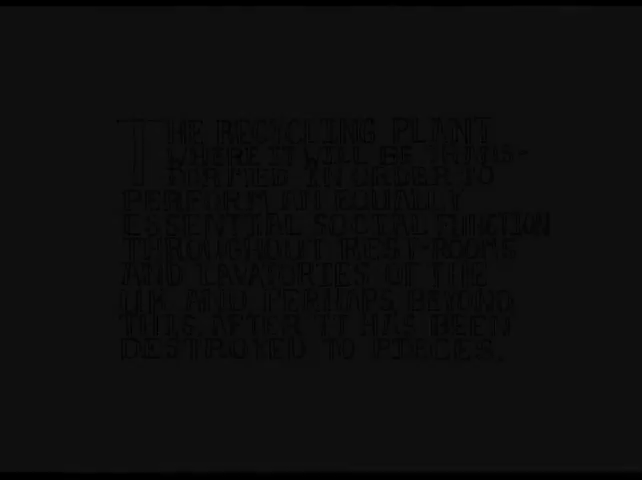 THE RECYCLING PLANT
WHERE IT WILL BE TRANS-
FORMED IN ORDER TO
PERFORM AN EQUALLY
ESSENTIAL SOCIAL FUNCTION
THROUGHOUT REST-ROOMS
AND LAVATORIES OF THE
U.K. AND PERHAPS BEYOND
THIS, AFTER IT HAS BEEN
DESTROYED TO PIECES.